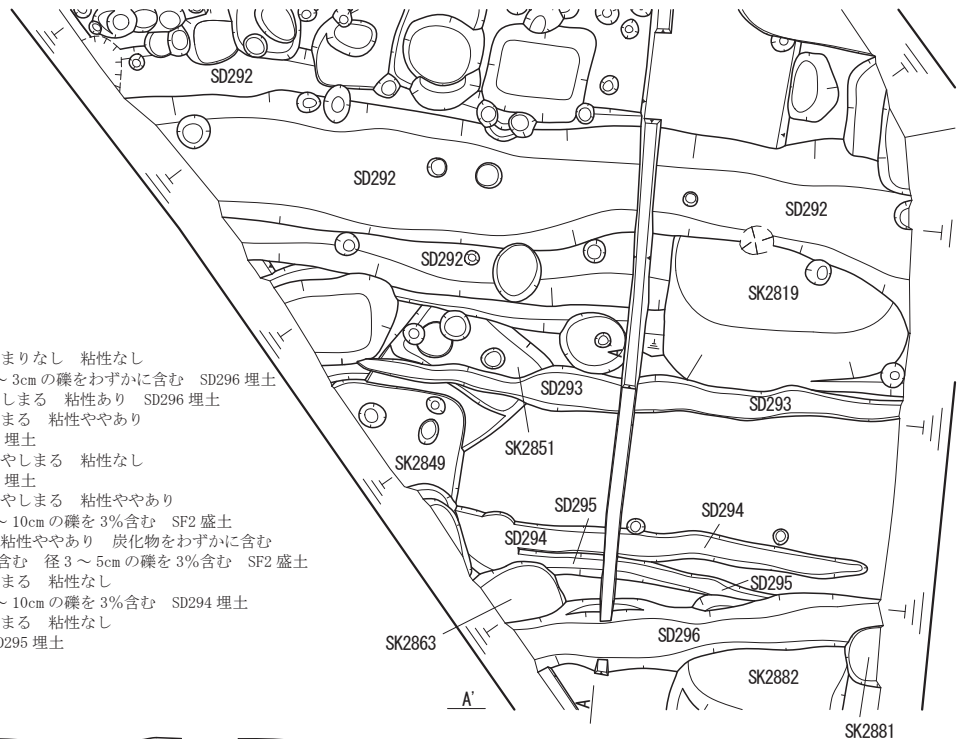 SD292
SD292
SD292
SD292
SK2819
まりなし　粘性なし
～ 3cm の礫をわずかに含む　SD296 埋土
しまる　粘性あり　SD296 埋土
まる　粘性ややあり
埋土
やしまる　粘性なし
埋土
やしまる　粘性ややあり
～ 10cm の礫を 3%含む　SF2 盛土
粘性ややあり　炭化物をわずかに含む
含む　径 3 ～ 5cm の礫を 3%含む　SF2 盛土
まる　粘性なし
～ 10cm の礫を 3%含む　SD294 埋土
まる　粘性なし
D295 埋土
SD293
SD293
SK2851
SK2849
SD295
SD294
SD294
SD295
SK2863
SD296
SK2882
A'
A
SK2881